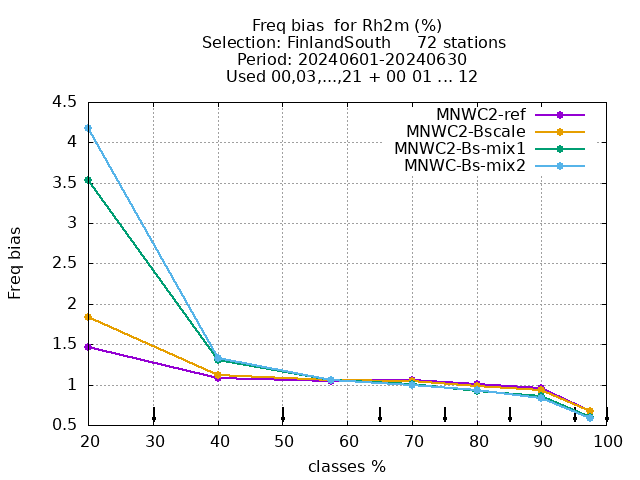 Freq bias  for Rh2m (%)
Selection: FinlandSouth     72 stations
Period: 20240601-20240630
Used 00,03,...,21 + 00 01 ... 12
MNWC2-ref
MNWC2-Bscale
MNWC2-Bs-mix1
MNWC-Bs-mix2
4.5
4
3.5
3
2.5
2
1.5
1
0.5
Freq bias
20 30 40 50 60 70 80 90 100
classes %